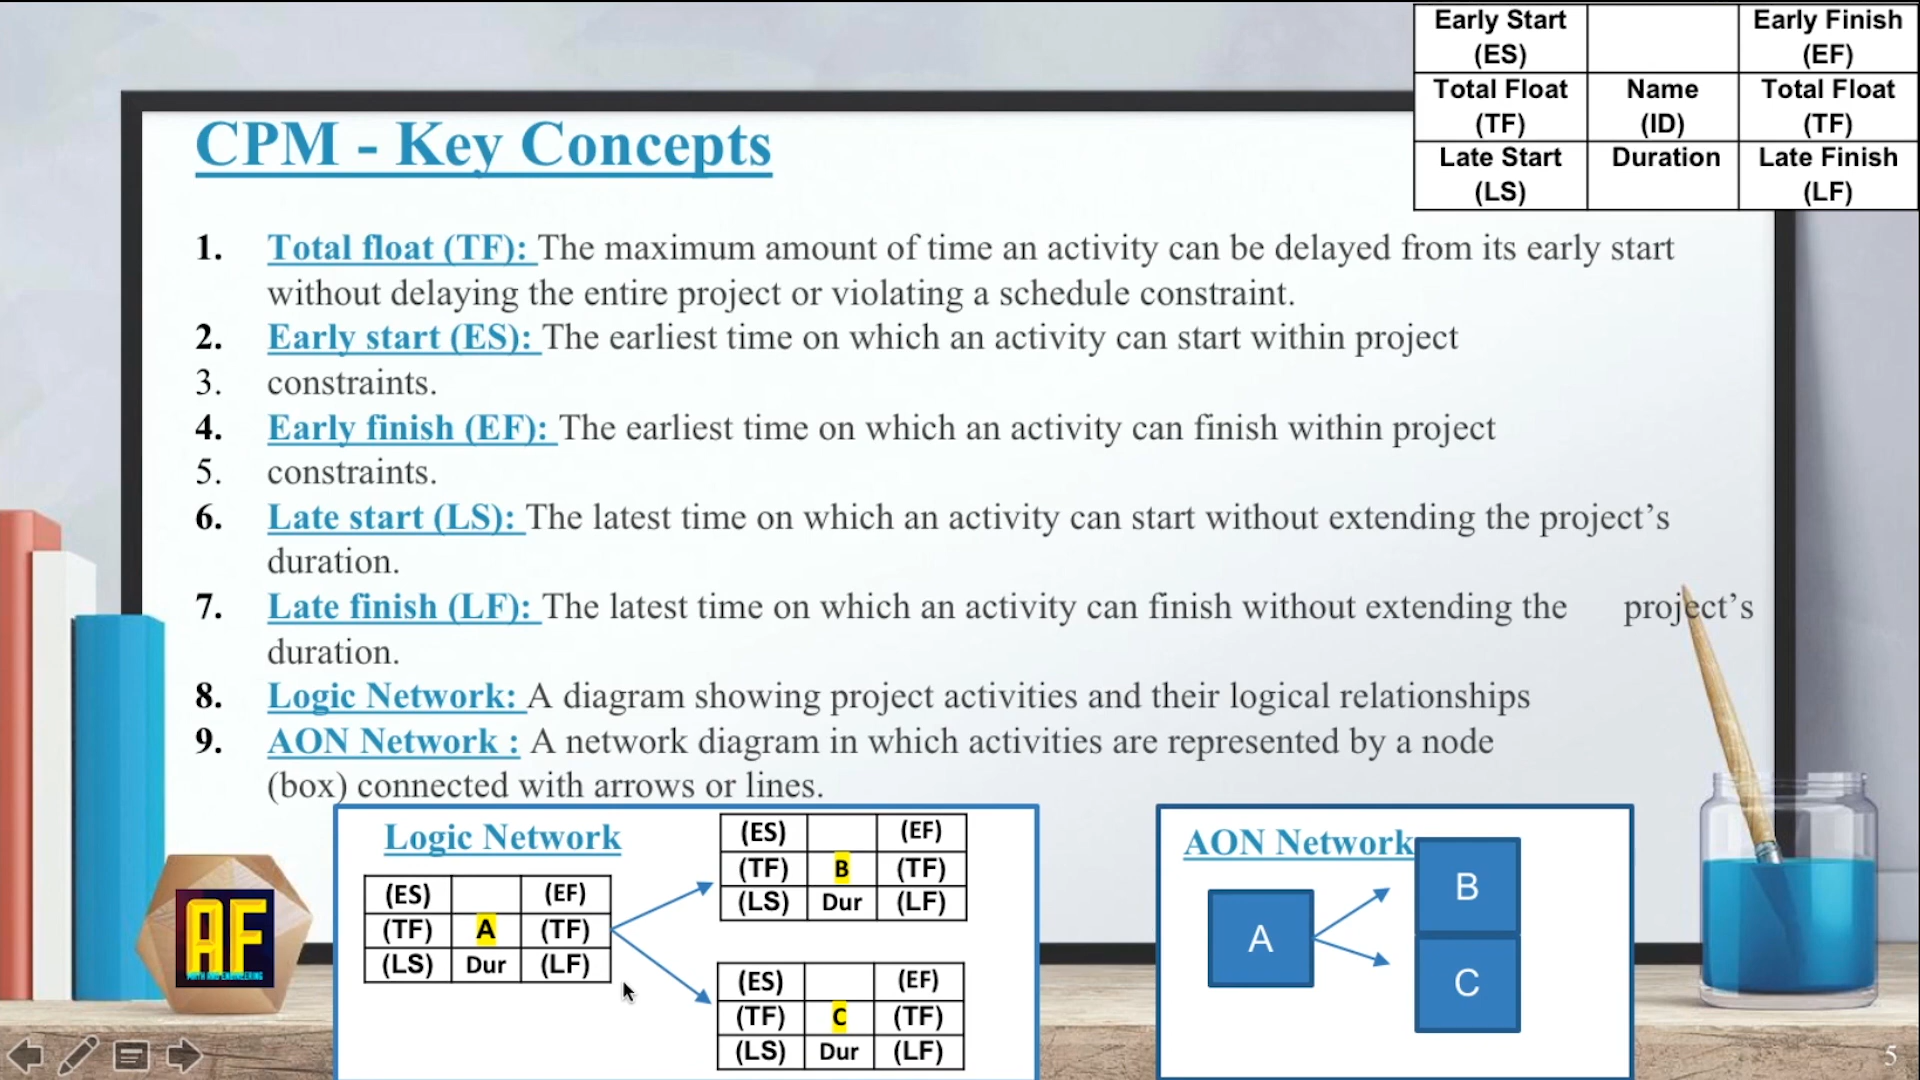 Early Start Early Finish
(ES) (EF)
Total Float Name Total Float
(TF) (ID) (TF)
Late Start Duration Late Finish
(LS) (LF)
CPM - Key Concepts
1. Total float (TF): The maximum amount of time an activity can be delayed from its early start
without delaying the entire project or violating a schedule constraint.
2. Early start (ES): The earliest time on which an activity can start within project
3. constraints.
4. Early finish (EF): The earliest time on which an activity can finish within project
5. constraints.
6. Late start (LS): The latest time on which an activity can start without extending the project’s
duration.
7. Late finish (LF): The latest time on which an activity can finish without extending the project’s
duration.
8. Logic Network: A diagram showing project activities and their logical relationships
9. AON Network : A network diagram in which activities are represented by a node
(box) connected with arrows or lines.
Logic Network
(ES) (EF)
(TF) A (TF)
(LS) Dur (LF)
(ES) (EF)
(TF) B (TF)
(LS) Dur (LF)
(ES) (EF)
(TF) C (TF)
(LS) Dur (LF)
AON Network
A
B
C
AF
5